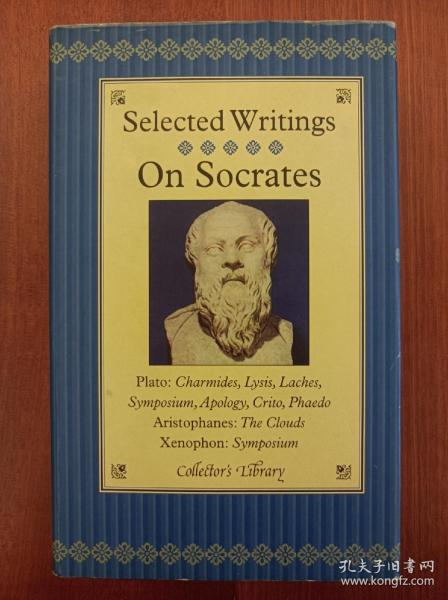 Selected Writings
On Socrates
Plato: Charmides, Lysis, Laches,
Symposium, Apology, Crito, Phaedo
Aristophanes: The Clouds
Xenophon: Symposium
Collector's Library
孔夫子旧书网
www.kongfz.com